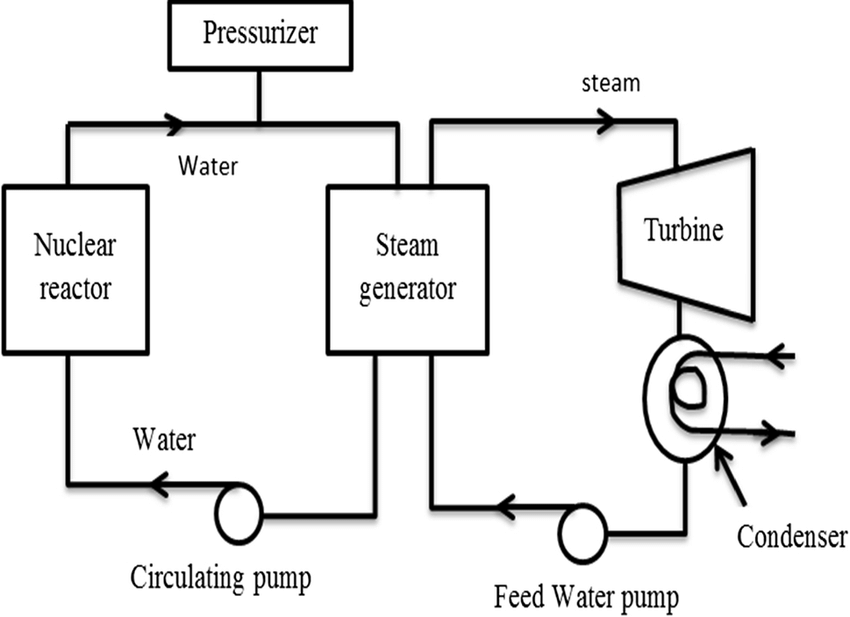 Pressurizer
steam
Water
Nuclear
reactor
Steam
generator
Turbine
Water
Circulating pump
Feed Water pump
Condenser